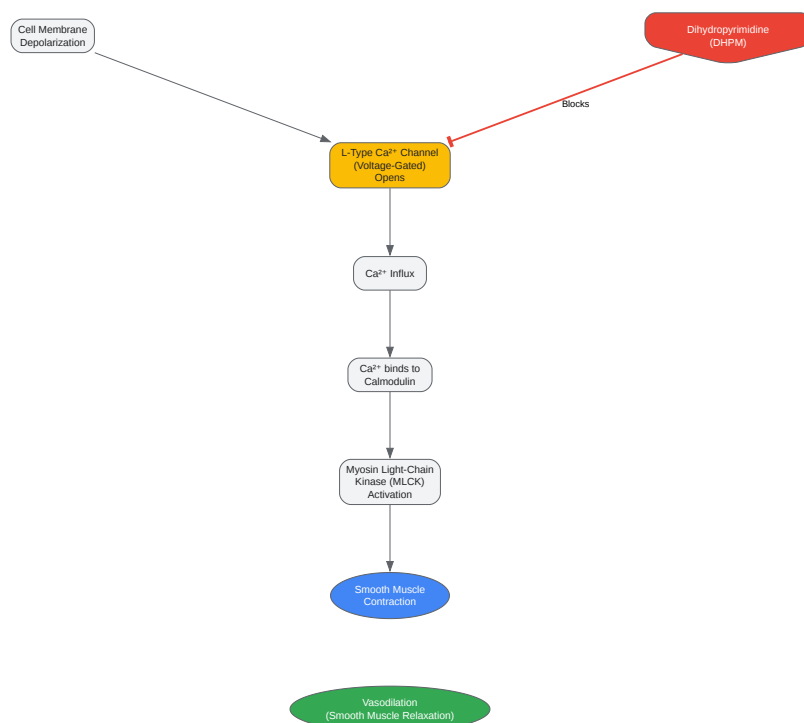 Cell Membrane
Depolarization
Dihydropyrimidine
(DHPM)
Blocks
L-Type Ca²⁺ Channel
(Voltage-Gated)
Opens
Ca²⁺ Influx
Ca²⁺ binds to
Calmodulin
Myosin Light-Chain
Kinase (MLCK)
Activation
Smooth Muscle
Contraction
Vasodilation
(Smooth Muscle Relaxation)